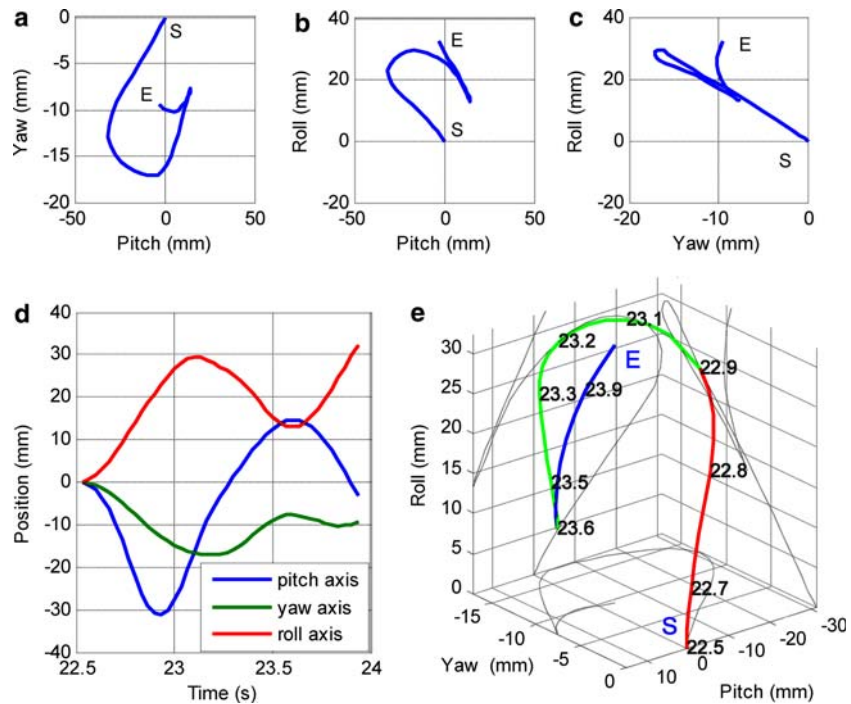 a
0
-5
-10
-15
-20
Yaw (mm)
S
E
-50
0
50
Pitch (mm)
b
40
20
0
-20
Roll (mm)
E
S
-50
0
50
Pitch (mm)
c
40
20
0
-20
Roll (mm)
E
S
-20
-10
0
Yaw (mm)
d
40
30
20
10
0
-10
-20
-30
-40
Position (mm)
pitch axis
yaw axis
roll axis
22.5
23
23.5
24
Time (s)
e
30
25
20
15
10
5
0
Roll (mm)
23.1
23.2
E
22.9
23.3
23.9
22.8
23.5
23.6
22.7
S
22.5
-15
-10
-5
0
Yaw (mm)
10
0
-10
-20
-30
Pitch (mm)